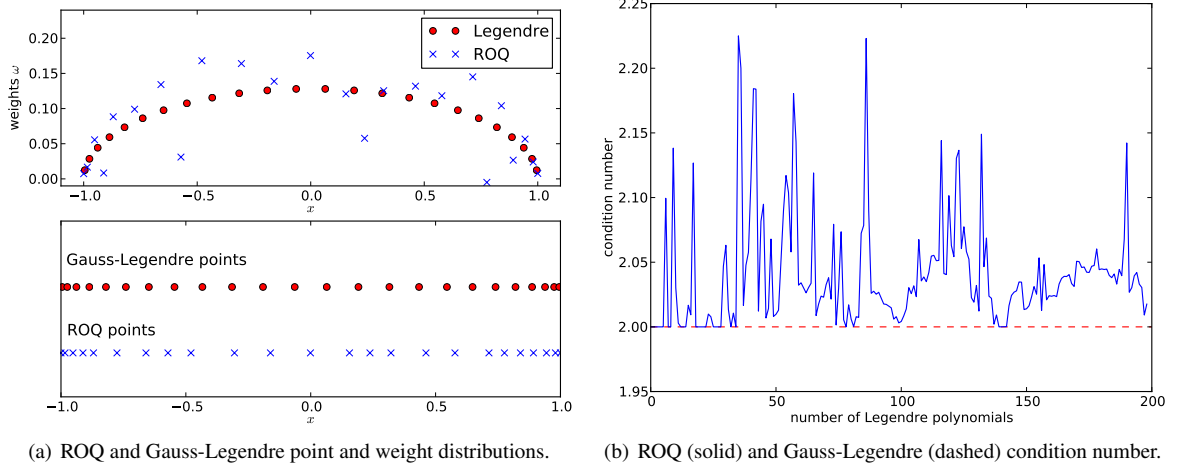 0.20
0.15
0.10
0.05
0.00
weights ω
Legendre
ROQ
−1.0 −0.5 0.0 0.5 1.0
x
Gauss-Legendre points
ROQ points
−1.0 −0.5 0.0 0.5 1.0
x
(a) ROQ and Gauss-Legendre point and weight distributions.
2.25
2.20
2.15
2.10
2.05
2.00
1.95
condition number
0 50 100 150 200
number of Legendre polynomials
(b) ROQ (solid) and Gauss-Legendre (dashed) condition number.